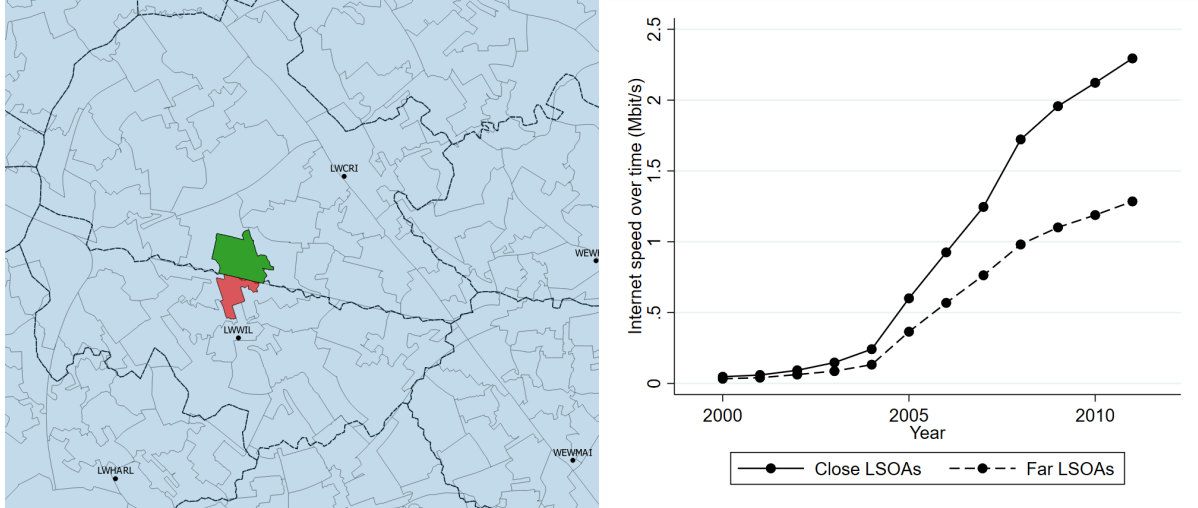 LWCRI
WEWI
LWWIL
LWHARL
WEWMAI
Internet speed over time (Mbit/s)
2.5
2
1.5
1
.5
0
2000
2005
2010
Year
Close LSOAs
Far LSOAs